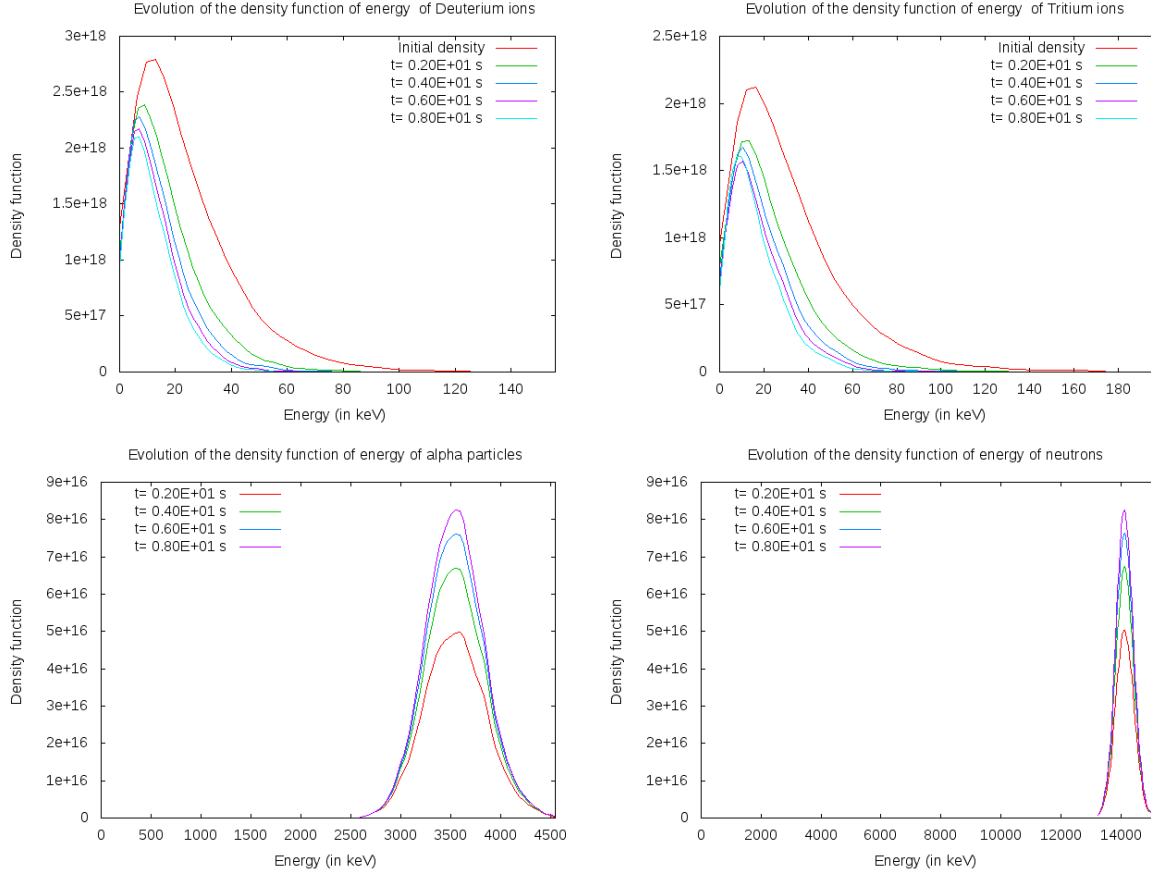 Evolution of the density function of energy  of Deuterium ions
3e+18
2.5e+18
2e+18
1.5e+18
1e+18
5e+17
0
Density function
Initial density
t= 0.20E+01 s
t= 0.40E+01 s
t= 0.60E+01 s
t= 0.80E+01 s
0 20 40 60 80 100 120 140
Energy (in keV)
Evolution of the density function of energy  of Tritium ions
2.5e+18
2e+18
1.5e+18
1e+18
5e+17
0
Density function
Initial density
t= 0.20E+01 s
t= 0.40E+01 s
t= 0.60E+01 s
t= 0.80E+01 s
0 20 40 60 80 100 120 140 160 180
Energy (in keV)
Evolution of the density function of energy of alpha particles
9e+16
8e+16
7e+16
6e+16
5e+16
4e+16
3e+16
2e+16
1e+16
0
Density function
t= 0.20E+01 s
t= 0.40E+01 s
t= 0.60E+01 s
t= 0.80E+01 s
0 500 1000 1500 2000 2500 3000 3500 4000 4500
Energy (in keV)
Evolution of the density function of energy of neutrons
9e+16
8e+16
7e+16
6e+16
5e+16
4e+16
3e+16
2e+16
1e+16
0
Density function
t= 0.20E+01 s
t= 0.40E+01 s
t= 0.60E+01 s
t= 0.80E+01 s
0 2000 4000 6000 8000 10000 12000 14000
Energy (in keV)